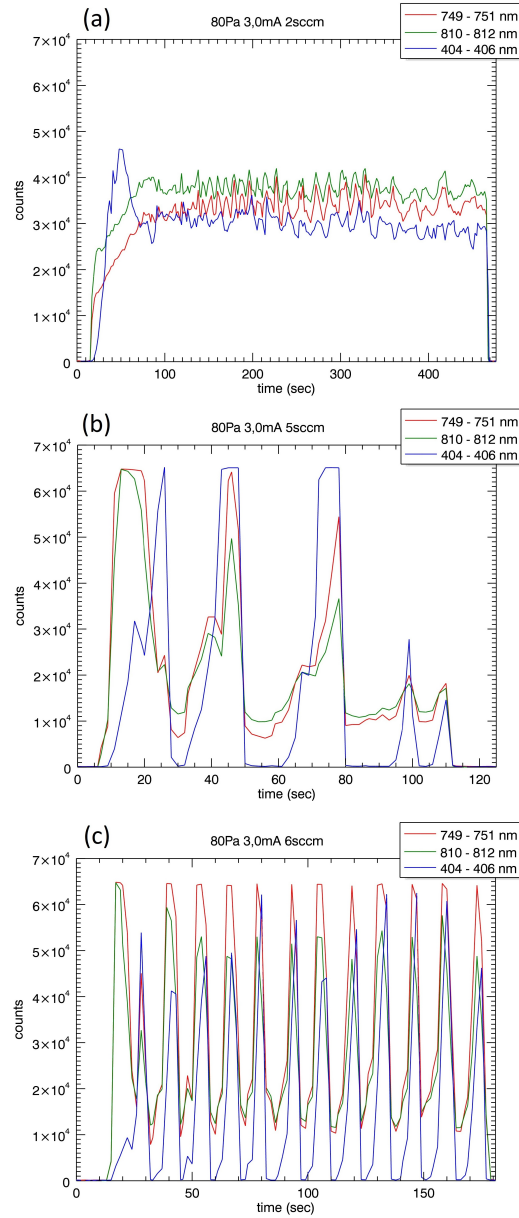 (a)
80Pa 3,0mA 2sccm
749 - 751 nm
810 - 812 nm
404 - 406 nm
7×10⁴
6×10⁴
5×10⁴
4×10⁴
3×10⁴
2×10⁴
1×10⁴
0
counts
0 100 200 300 400
time (sec)
(b)
80Pa 3,0mA 5sccm
749 - 751 nm
810 - 812 nm
404 - 406 nm
7×10⁴
6×10⁴
5×10⁴
4×10⁴
3×10⁴
2×10⁴
1×10⁴
0
counts
0 20 40 60 80 100 120
time (sec)
(c)
80Pa 3,0mA 6sccm
749 - 751 nm
810 - 812 nm
404 - 406 nm
7×10⁴
6×10⁴
5×10⁴
4×10⁴
3×10⁴
2×10⁴
1×10⁴
0
counts
0 50 100 150
time (sec)